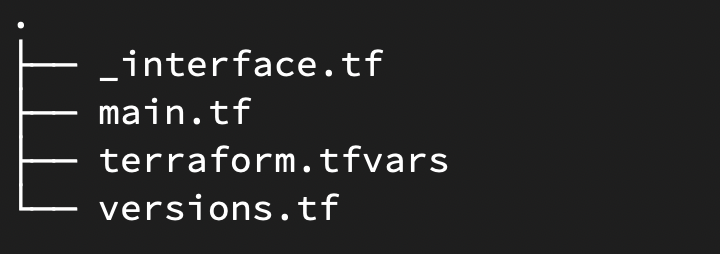 .
├── _interface.tf
├── main.tf
├── terraform.tfvars
└── versions.tf